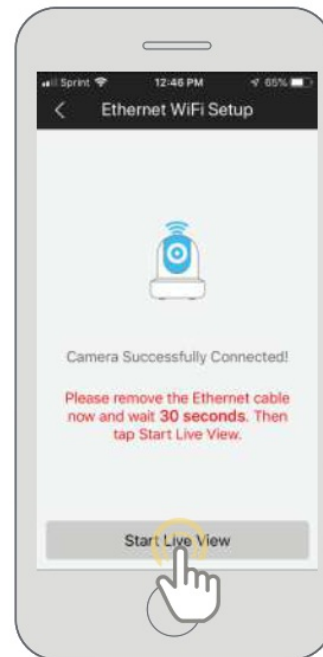 Sprint 12:46 PM 65%
Ethernet WiFi Setup
Camera Successfully Connected!
Please remove the Ethernet cable
now and wait 30 seconds. Then
tap Start Live View.
Start Live View